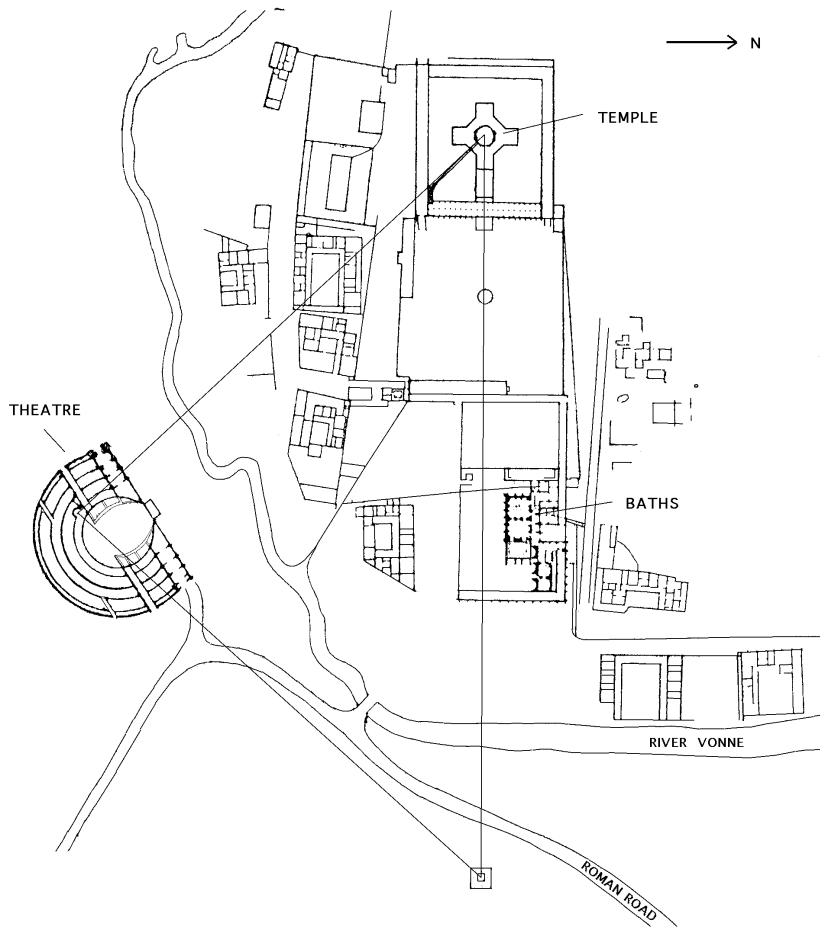 N
TEMPLE
THEATRE
BATHS
RIVER VONNE
ROMAN ROAD